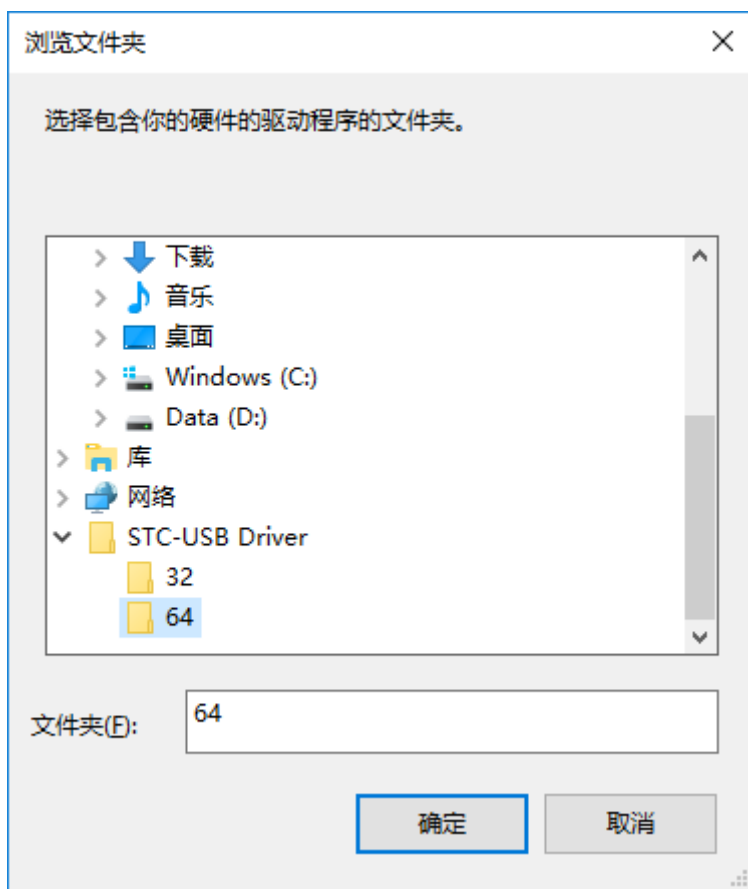 浏览文件夹
选择包含你的硬件的驱动程序的文件夹。
下载
音乐
桌面
Windows (C:)
Data (D:)
库
网络
STC-USB Driver
32
64
文件夹(F): 64
确定 取消